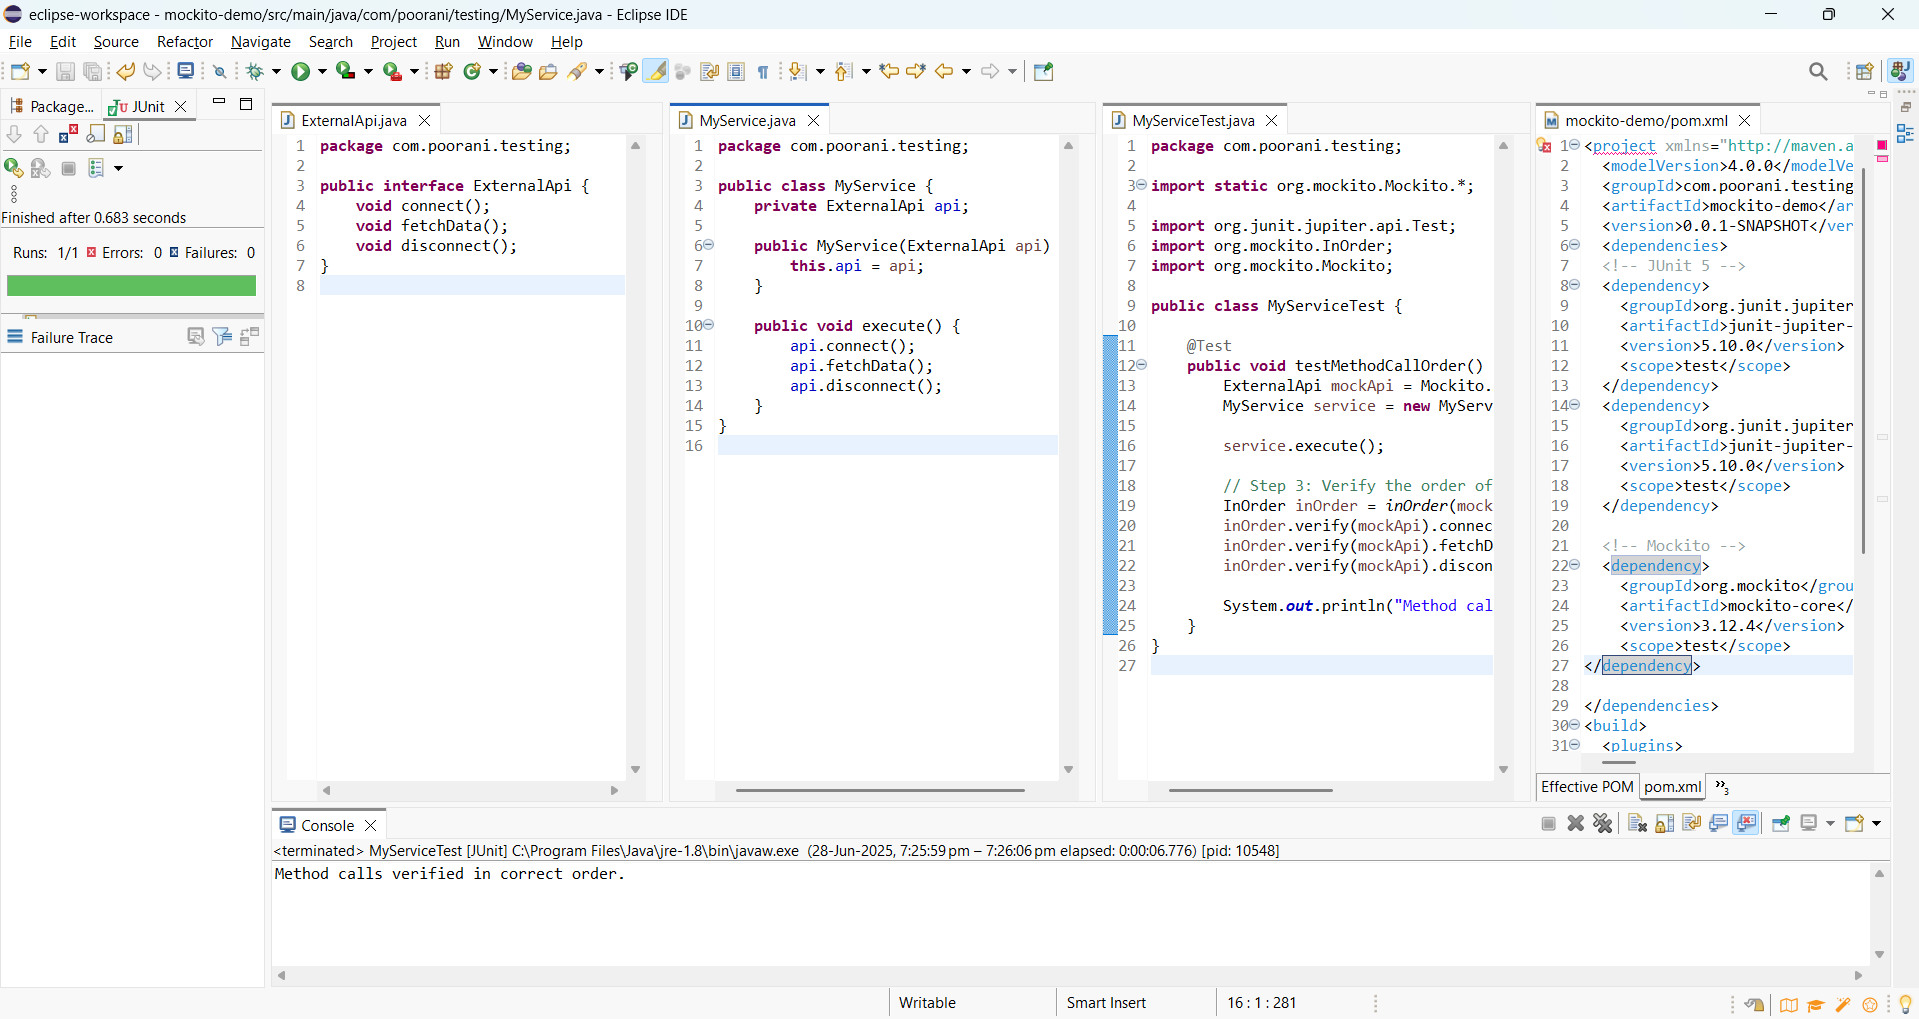 eclipse-workspace - mockito-demo/src/main/java/com/poorani/testing/MyService.java - Eclipse IDE
File Edit Source Refactor Navigate Search Project Run Window Help
Package...
JUnit
Finished after 0.683 seconds
Runs: 1/1 Errors: 0 Failures: 0
Failure Trace
ExternalApi.java
1 package com.poorani.testing;
2
3 public interface ExternalApi {
4     void connect();
5     void fetchData();
6     void disconnect();
7 }
8
MyService.java
1 package com.poorani.testing;
2
3 public class MyService {
4     private ExternalApi api;
5
6     public MyService(ExternalApi api)
7         this.api = api;
8     }
9
10     public void execute() {
11         api.connect();
12         api.fetchData();
13         api.disconnect();
14     }
15 }
16
MyServiceTest.java
1 package com.poorani.testing;
2
3 import static org.mockito.Mockito.*;
4
5 import org.junit.jupiter.api.Test;
6 import org.mockito.InOrder;
7 import org.mockito.Mockito;
8
9 public class MyServiceTest {
10
11     @Test
12     public void testMethodCallOrder()
13         ExternalApi mockApi = Mockito.
14         MyService service = new MyServ
15
16         service.execute();
17
18         // Step 3: Verify the order of
19         InOrder inOrder = inOrder(mock
20         inOrder.verify(mockApi).connec
21         inOrder.verify(mockApi).fetchD
22         inOrder.verify(mockApi).discon
23
24         System.out.println("Method cal
25     }
26 }
27
mockito-demo/pom.xml
1 <project xmlns="http://maven.a
2   <modelVersion>4.0.0</modelVe
3   <groupId>com.poorani.testing
4   <artifactId>mockito-demo</ar
5   <version>0.0.1-SNAPSHOT</ver
6   <dependencies>
7   <!-- JUnit 5 -->
8   <dependency>
9     <groupId>org.junit.jupiter
10     <artifactId>junit-jupiter-
11     <version>5.10.0</version>
12     <scope>test</scope>
13   </dependency>
14   <dependency>
15     <groupId>org.junit.jupiter
16     <artifactId>junit-jupiter-
17     <version>5.10.0</version>
18     <scope>test</scope>
19   </dependency>
20
21   <!-- Mockito -->
22   <dependency>
23     <groupId>org.mockito</grou
24     <artifactId>mockito-core</
25     <version>3.12.4</version>
26     <scope>test</scope>
27 </dependency>
28
29 </dependencies>
30 <build>
31   <plugins>
Effective POM pom.xml »3
Console
<terminated> MyServiceTest [JUnit] C:\Program Files\Java\jre-1.8\bin\javaw.exe (28-Jun-2025, 7:25:59 pm – 7:26:06 pm elapsed: 0:00:06.776) [pid: 10548]
Method calls verified in correct order.
Writable
Smart Insert
16 : 1 : 281